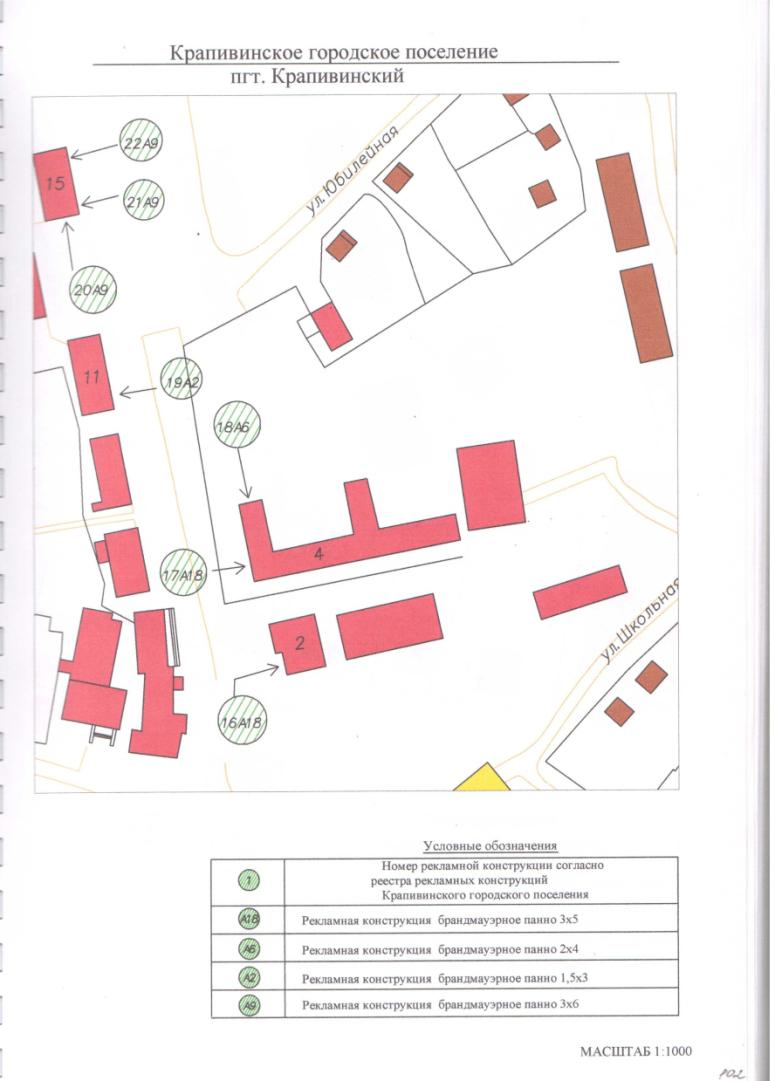 Крапивинское городское поселение
пгт. Крапивинский
22А9
15
21А9
ул. Юбилейная
20А9
11
19А2
18А6
4
17А18
ул. Школьная
2
16А18
Условные обозначения
1
Номер рекламной конструкции согласно
реестра рекламных конструкций
Крапивинского городского поселения
А18
Рекламная конструкция брандмауэрное панно 3х5
А6
Рекламная конструкция брандмауэрное панно 2х4
А2
Рекламная конструкция брандмауэрное панно 1,5х3
А9
Рекламная конструкция брандмауэрное панно 3х6
МАСШТАБ 1:1000
102